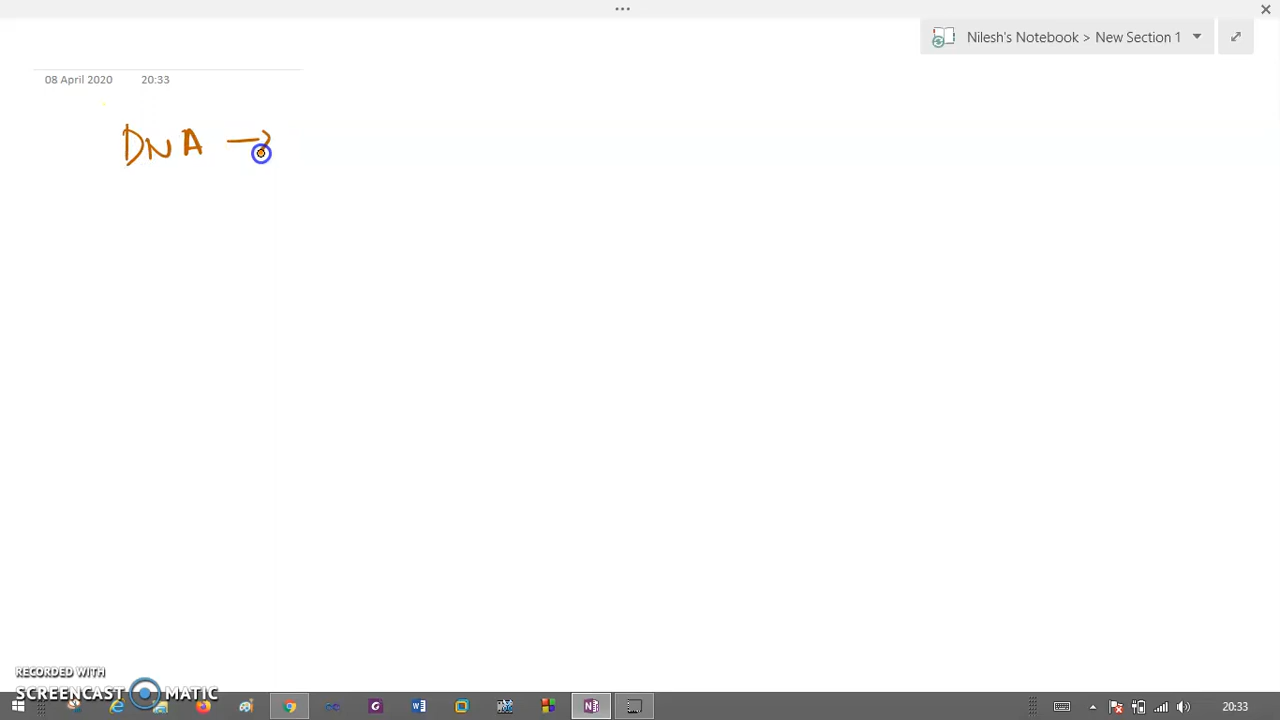 ...
Nilesh's Notebook > New Section 1
08 April 2020 20:33
DNA →
RECORDED WITH
SCREENCAST MATIC
20:33